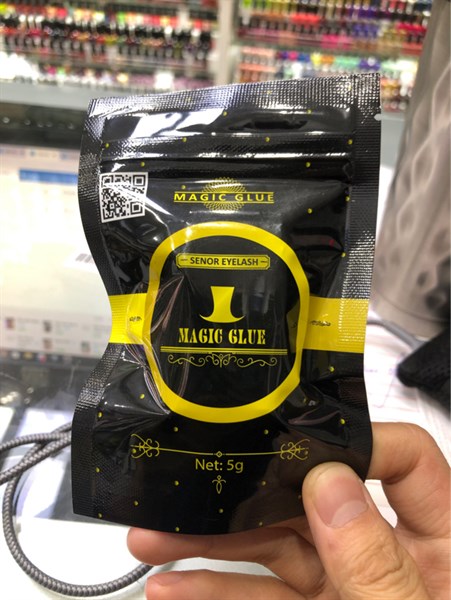 MAGIC GLUE
SENOR EYELASH
MAGIC GLUE
Net: 5g